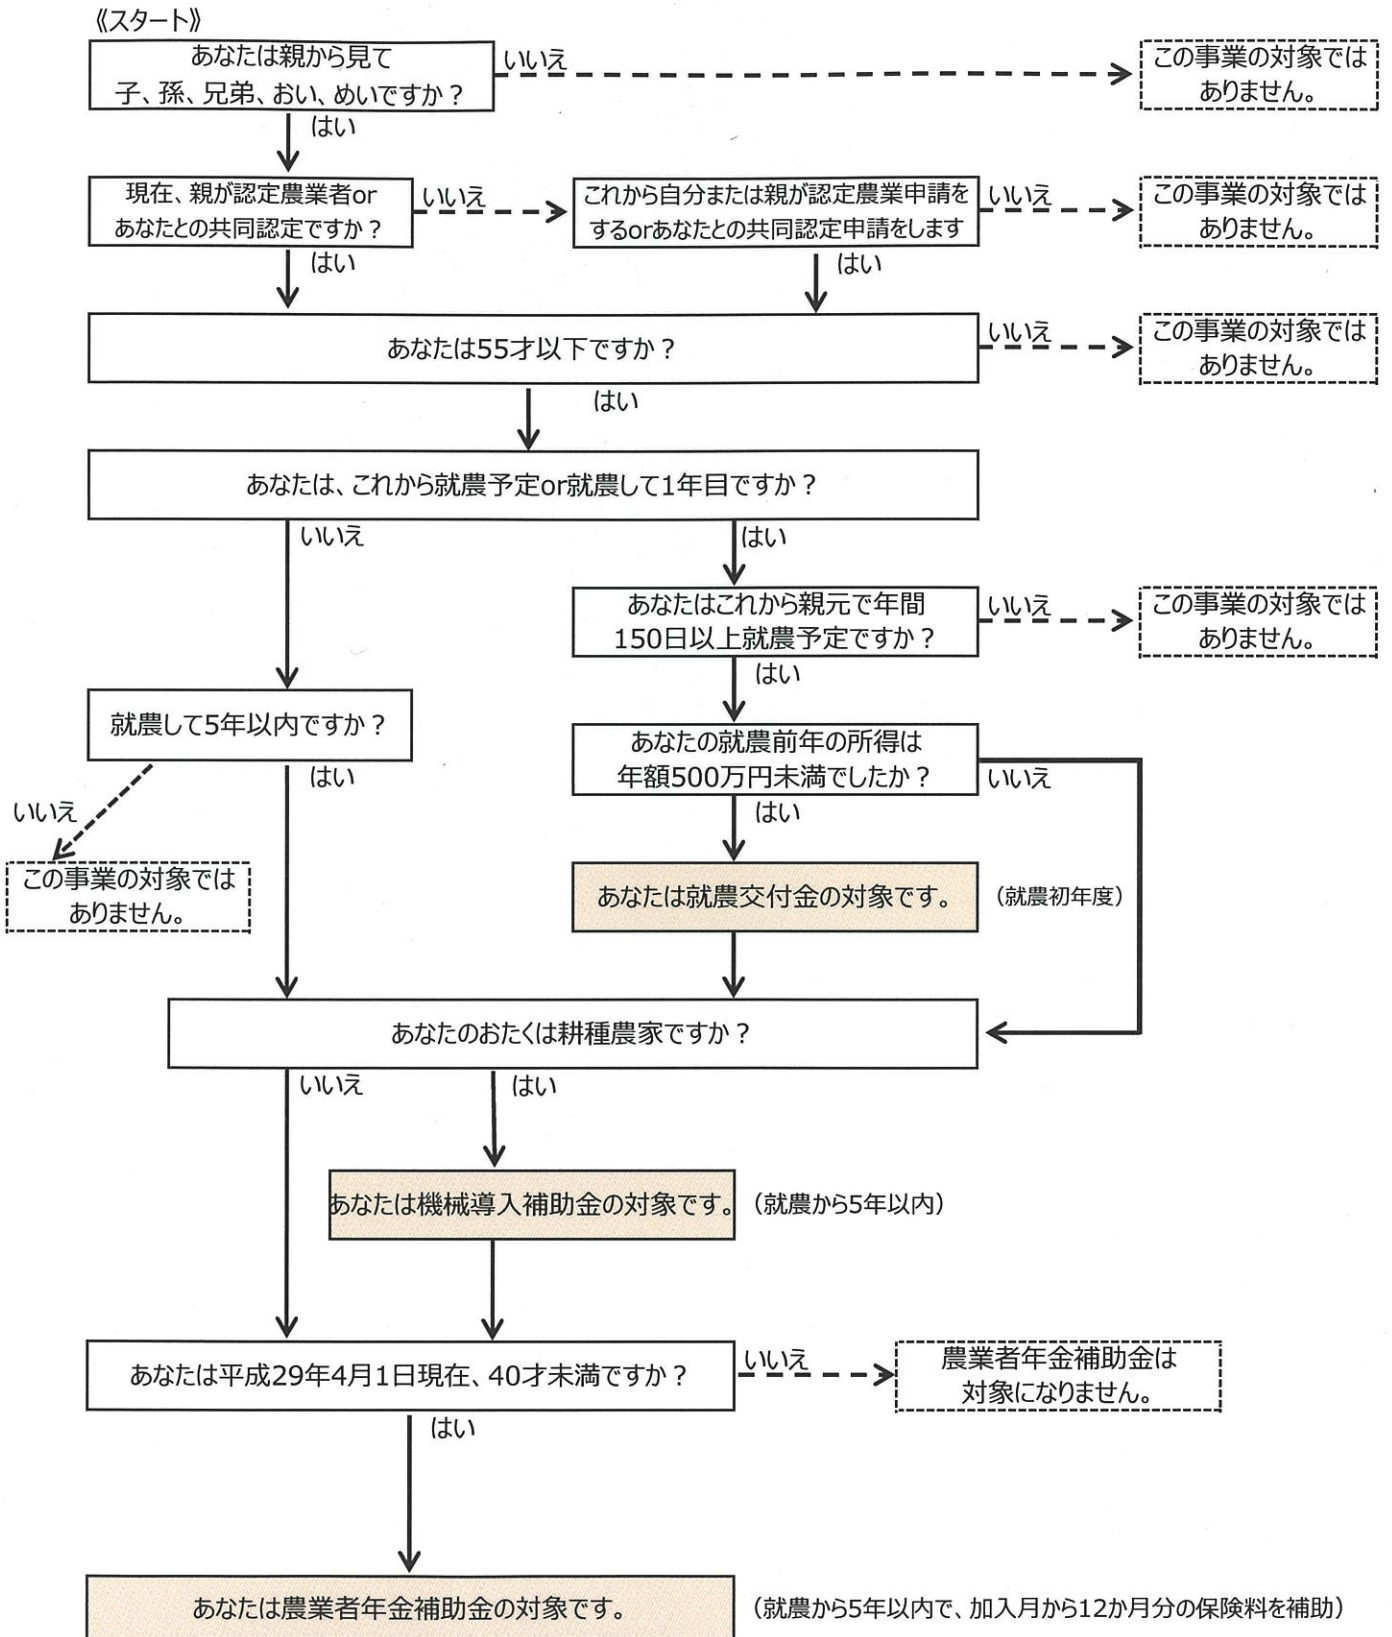 《スタート》
あなたは親から見て
子、孫、兄弟、おい、めいですか？
いいえ
この事業の対象では
ありません。
はい
現在、親が認定農業者or
あなたとの共同認定ですか？
いいえ
これから自分または親が認定農業申請を
するorあなたとの共同認定申請をします
いいえ
この事業の対象では
ありません。
はい
はい
あなたは55才以下ですか？
いいえ
この事業の対象では
ありません。
はい
あなたは、これから就農予定or就農して1年目ですか？
いいえ
はい
あなたはこれから親元で年間
150日以上就農予定ですか？
いいえ
この事業の対象では
ありません。
はい
就農して5年以内ですか？
あなたの就農前年の所得は
年額500万円未満でしたか？
いいえ
はい
いいえ
はい
この事業の対象では
ありません。
あなたは就農交付金の対象です。
（就農初年度）
あなたのおたくは耕種農家ですか？
いいえ
はい
あなたは機械導入補助金の対象です。
（就農から5年以内）
あなたは平成29年4月1日現在、40才未満ですか？
いいえ
農業者年金補助金は
対象になりません。
はい
あなたは農業者年金補助金の対象です。
（就農から5年以内で、加入月から12か月分の保険料を補助）